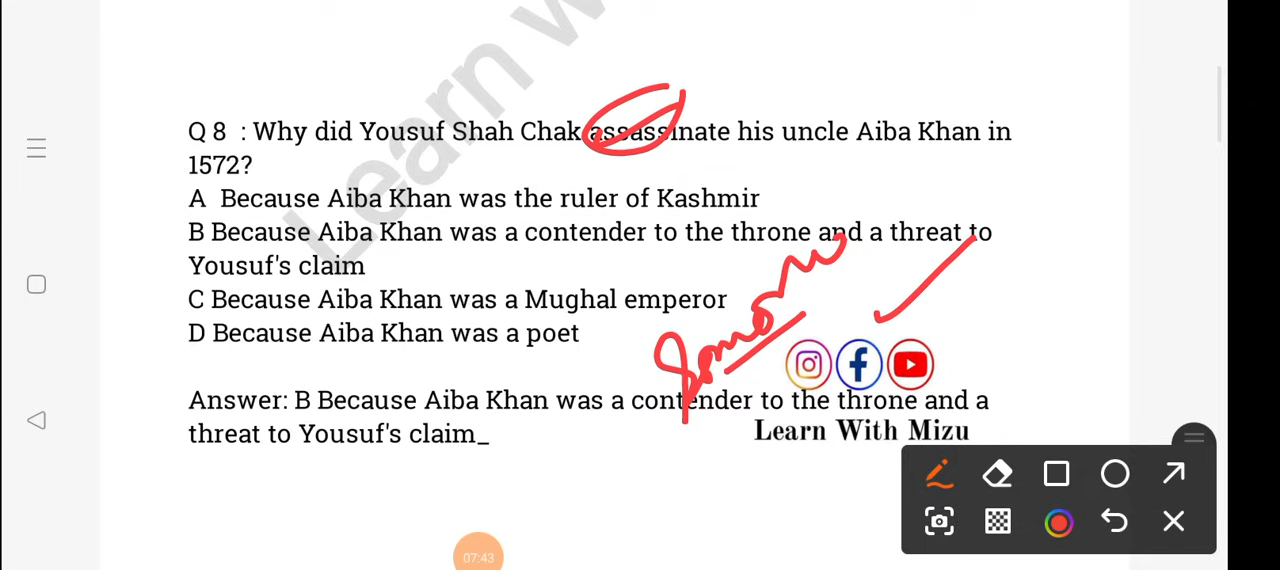 Learn w
Q 8 : Why did Yousuf Shah Chak assassinate his uncle Aiba Khan in
1572?
A Because Aiba Khan was the ruler of Kashmir
B Because Aiba Khan was a contender to the throne and a threat to
Yousuf's claim
C Because Aiba Khan was a Mughal emperor
D Because Aiba Khan was a poet
Answer: B Because Aiba Khan was a contender to the throne and a
threat to Yousuf's claim_
Learn With Mizu
07:43